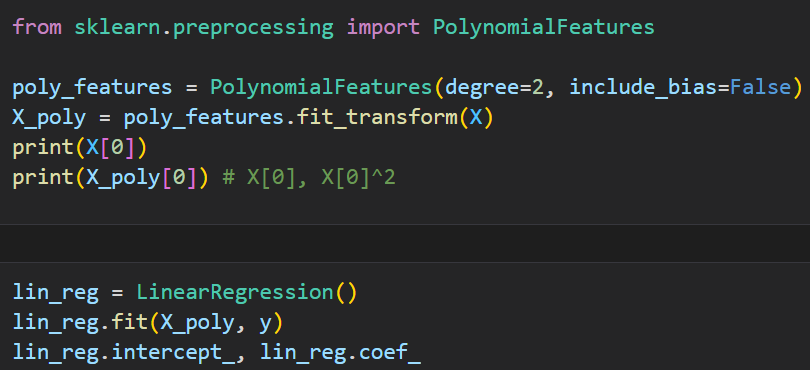 from sklearn.preprocessing import PolynomialFeatures
poly_features = PolynomialFeatures(degree=2, include_bias=False)
X_poly = poly_features.fit_transform(X)
print(X[0])
print(X_poly[0]) # X[0], X[0]^2
lin_reg = LinearRegression()
lin_reg.fit(X_poly, y)
lin_reg.intercept_, lin_reg.coef_